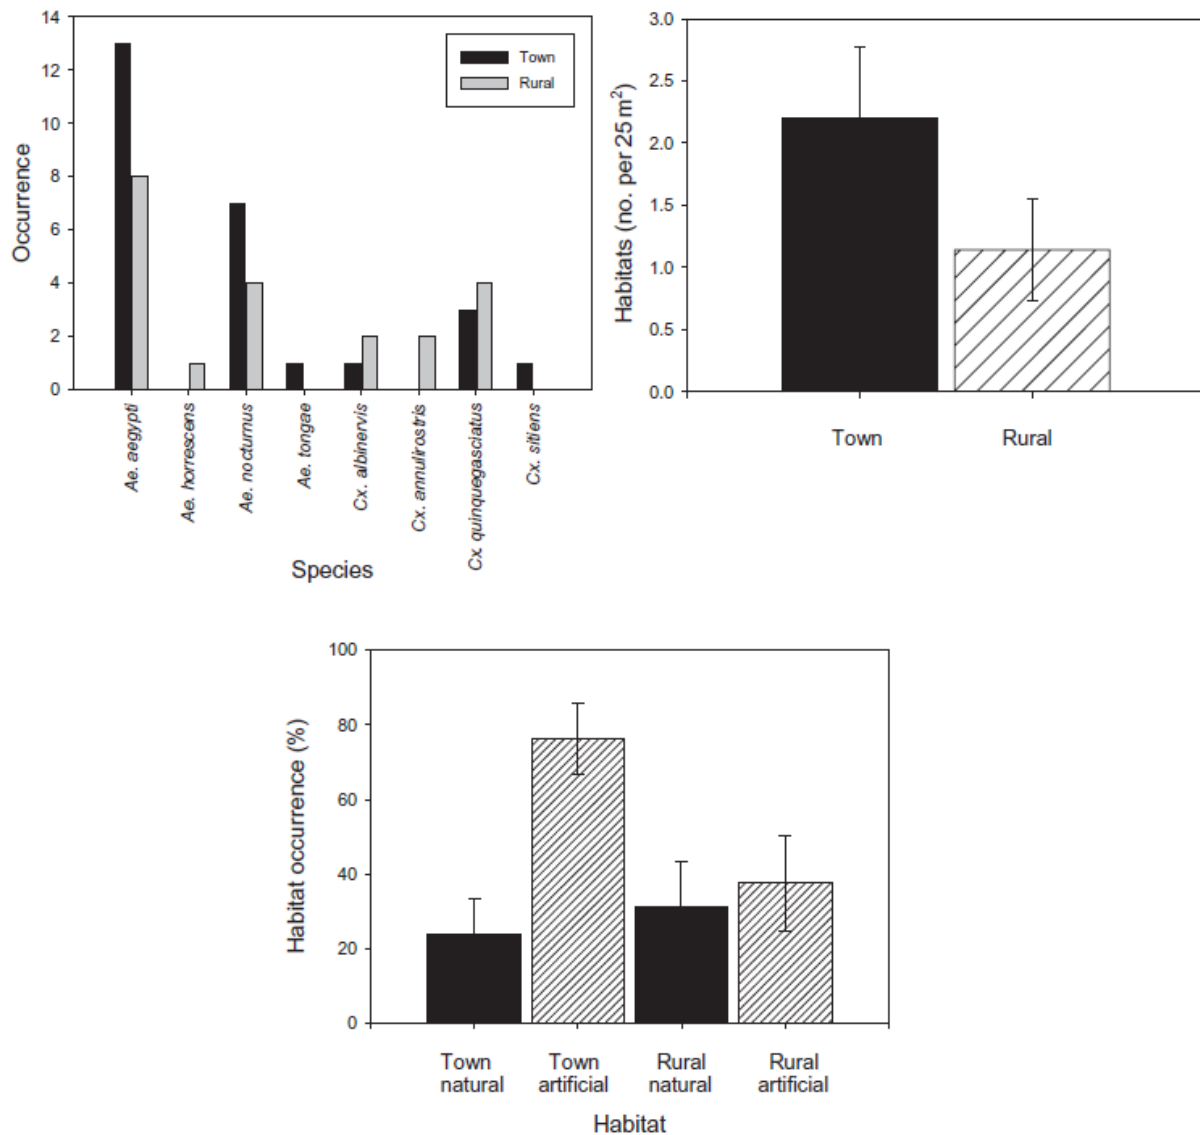 14
12
10
8
6
4
2
0
Occurrence
Town
Rural
Ae. aegypti
Ae. horrescens
Ae. nocturnus
Ae. tongae
Cx. albinervis
Cx. annulirostris
Cx. quinquegasciatus
Cx. sitiens
Species
3.0
2.5
2.0
1.5
1.0
0.5
0.0
Habitats (no. per 25 m²)
Town
Rural
100
80
60
40
20
0
Habitat occurrence (%)
Town natural
Town artificial
Rural natural
Rural artificial
Habitat